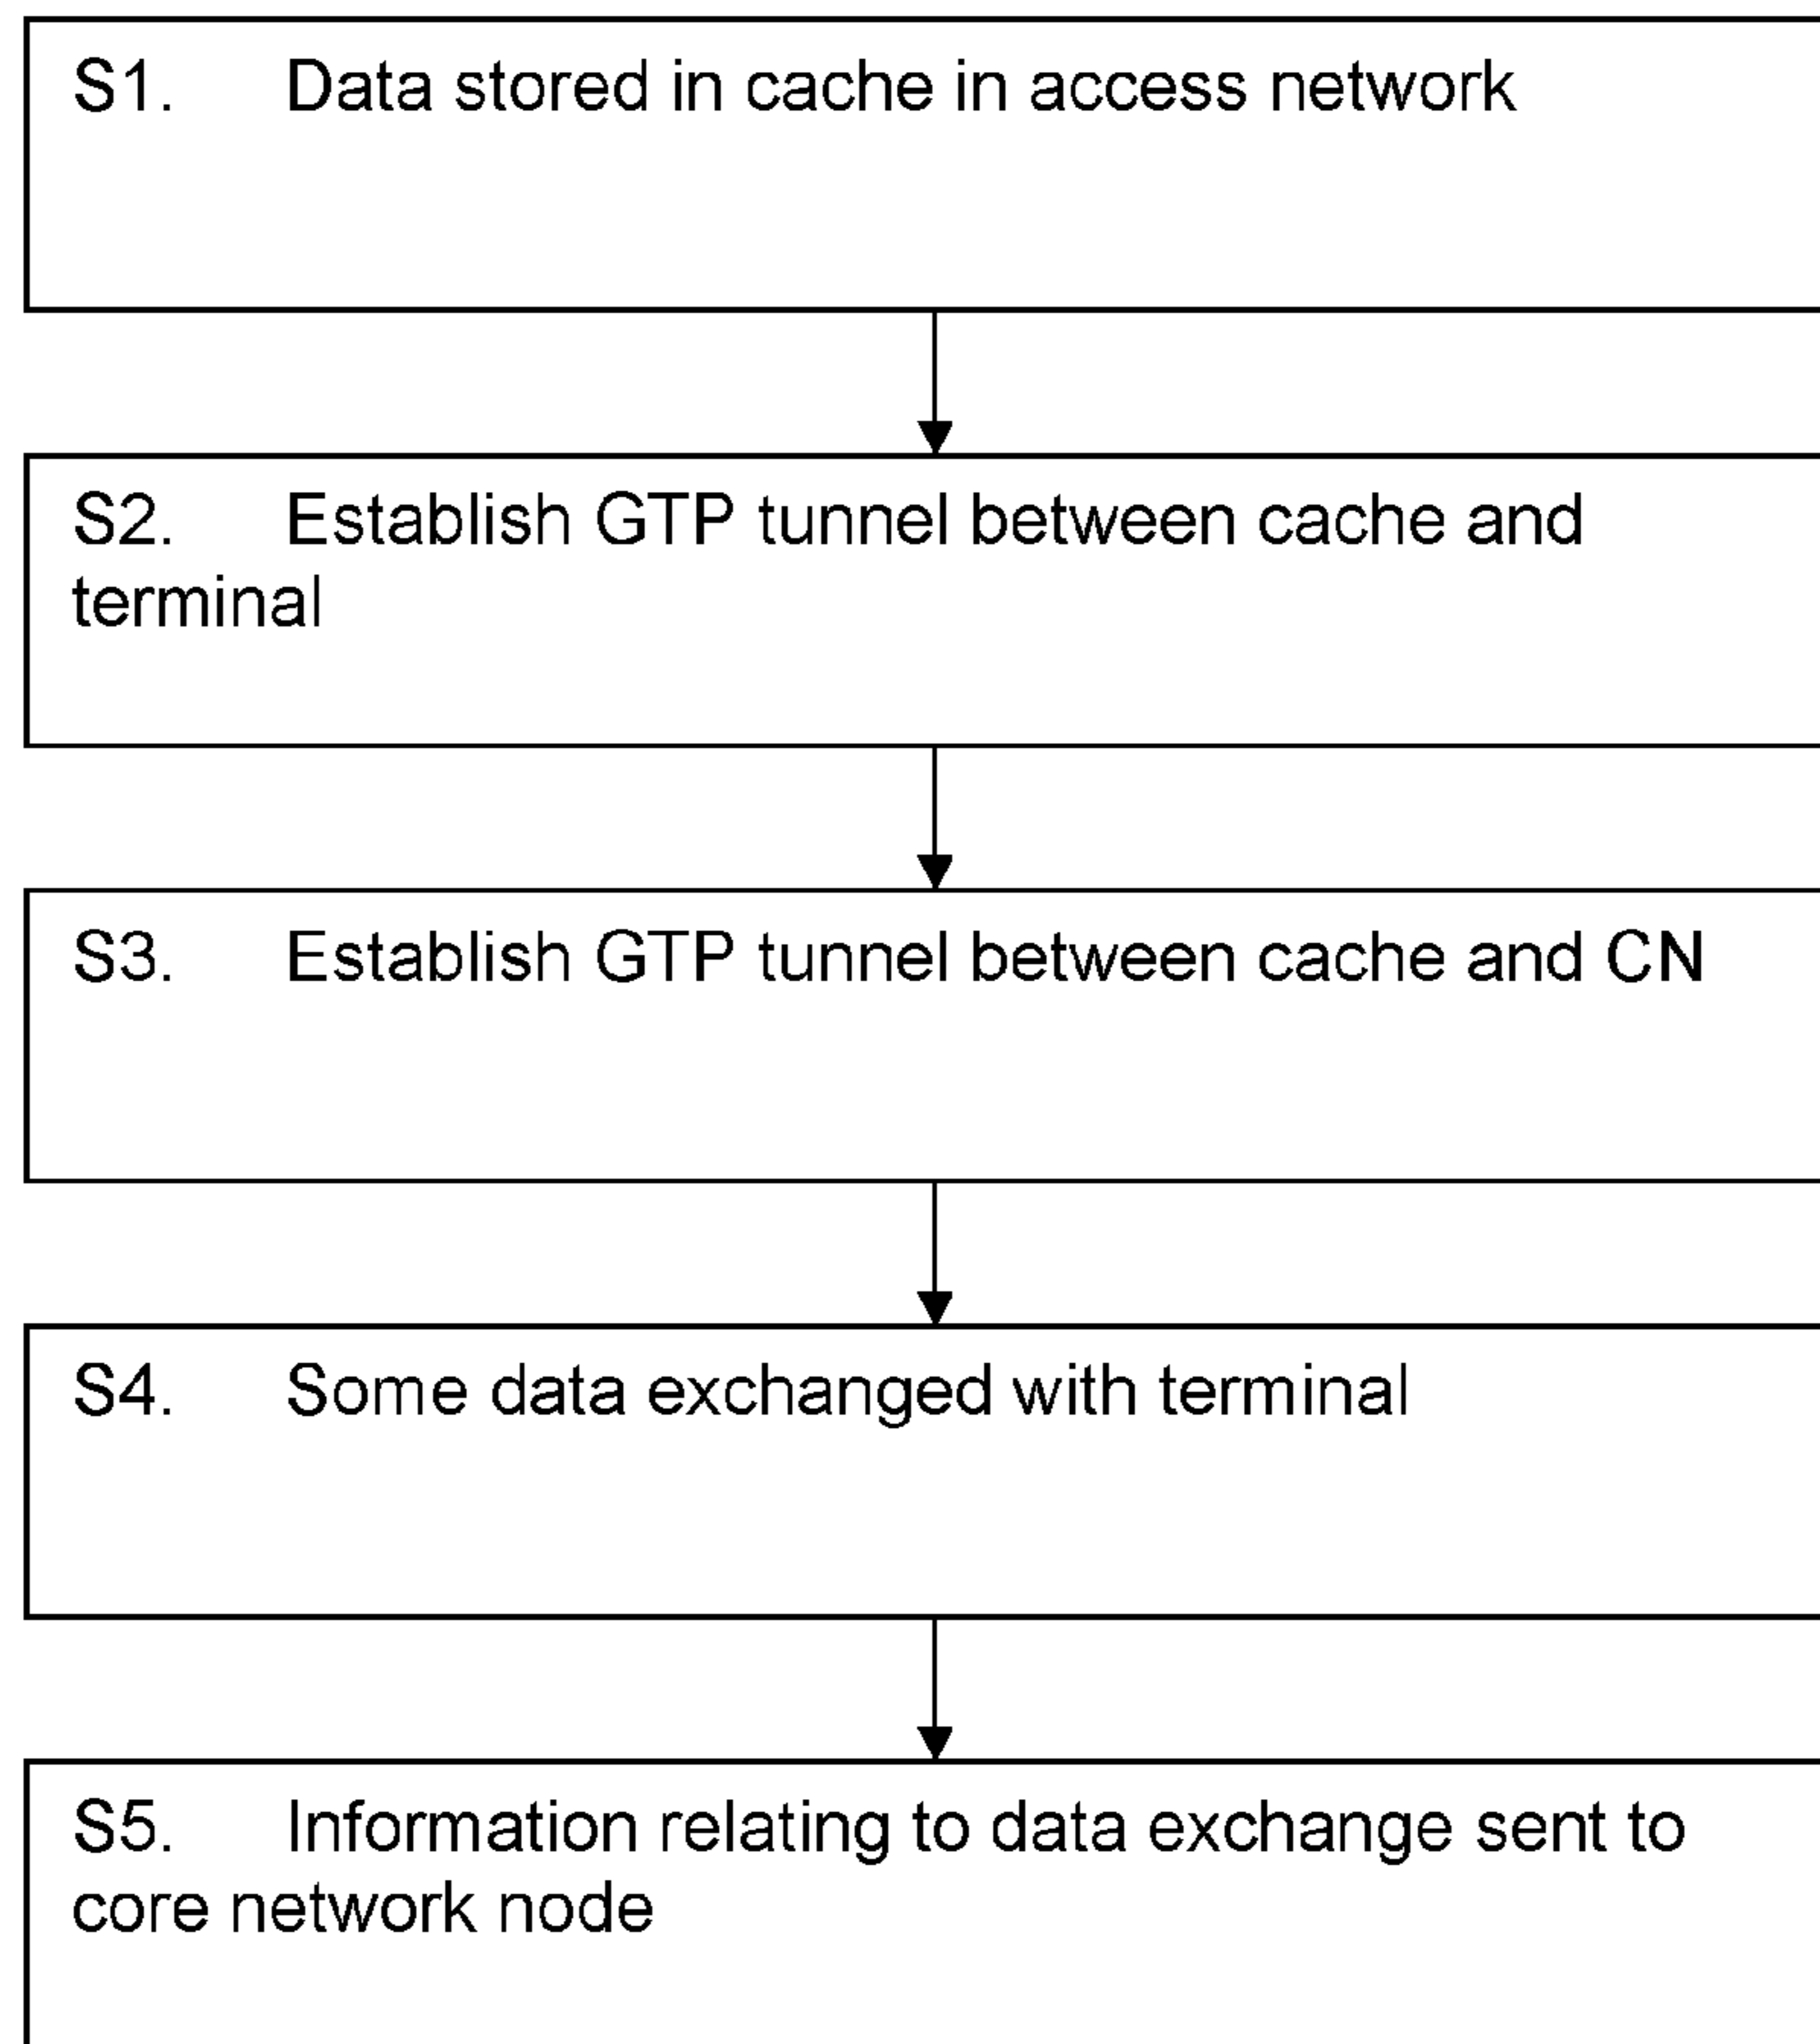 S1. Data stored in cache in access network
S2. Establish GTP tunnel between cache and
terminal
S3. Establish GTP tunnel between cache and CN
S4. Some data exchanged with terminal
S5. Information relating to data exchange sent to
core network node